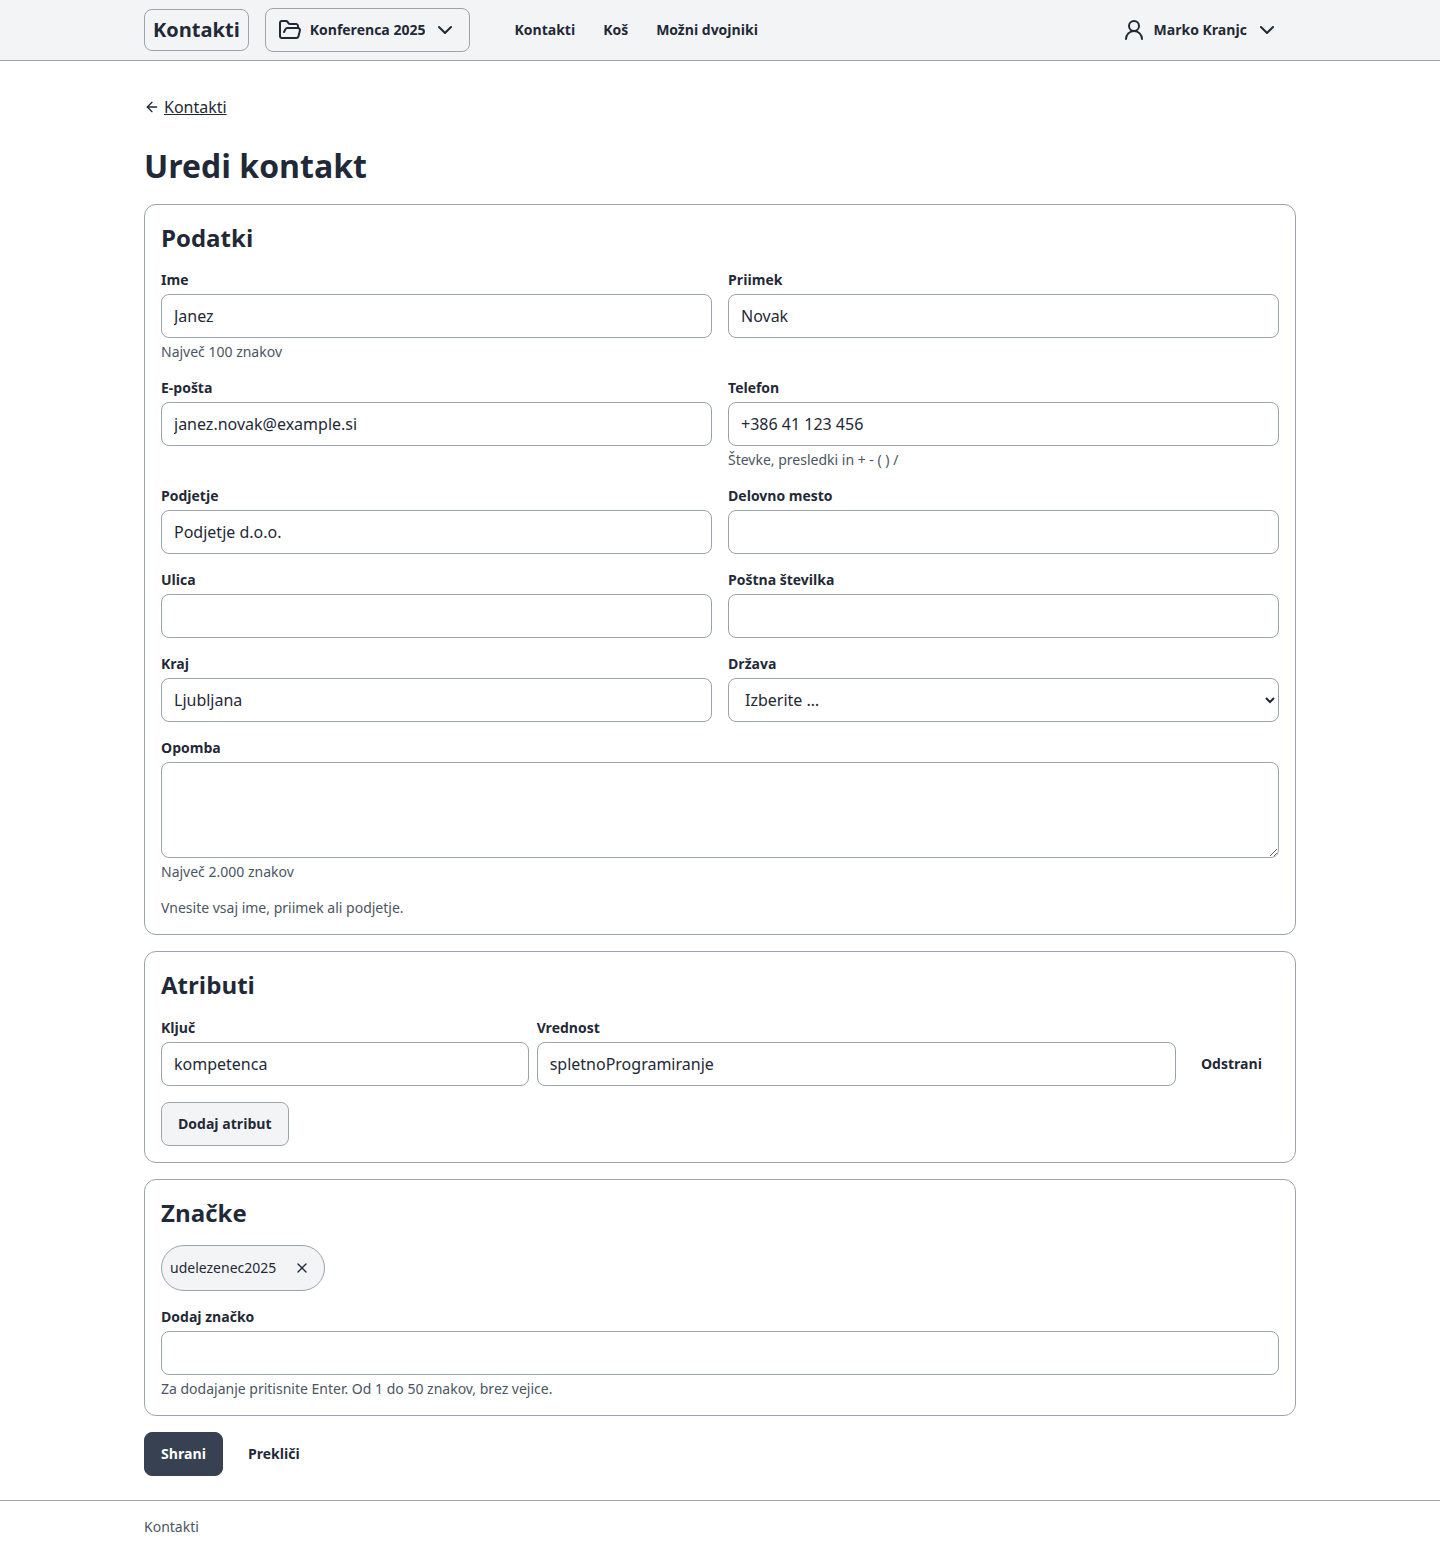 Kontakti
Konferenca 2025
Kontakti
Koš
Možni dvojniki
Marko Kranjc
Kontakti
Uredi kontakt
Podatki
Ime
Priimek
Janez
Novak
Največ 100 znakov
E-pošta
Telefon
janez.novak@example.si
+386 41 123 456
Števke, presledki in + - ( ) /
Podjetje
Delovno mesto
Podjetje d.o.o.
Ulica
Poštna številka
Kraj
Država
Ljubljana
Izberite ...
Opomba
Največ 2.000 znakov
Vnesite vsaj ime, priimek ali podjetje.
Atributi
Ključ
Vrednost
kompetenca
spletnoProgramiranje
Odstrani
Dodaj atribut
Značke
udelezenec2025
Dodaj značko
Za dodajanje pritisnite Enter. Od 1 do 50 znakov, brez vejice.
Shrani
Prekliči
Kontakti